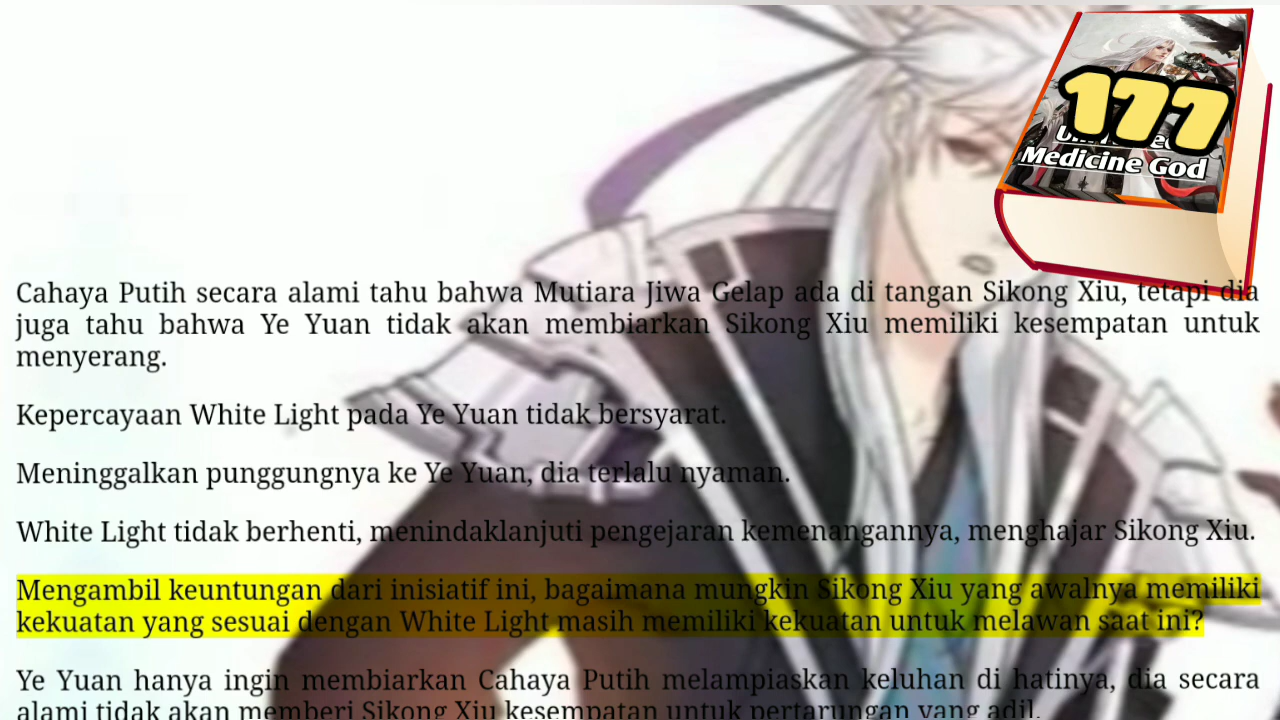 177
Medicine God
Cahaya Putih secara alami tahu bahwa Mutiara Jiwa Gelap ada di tangan Sikong Xiu, tetapi dia
juga tahu bahwa Ye Yuan tidak akan membiarkan Sikong Xiu memiliki kesempatan untuk
menyerang.
Kepercayaan White Light pada Ye Yuan tidak bersyarat.
Meninggalkan punggungnya ke Ye Yuan, dia terlalu nyaman.
White Light tidak berhenti, menindaklanjuti pengejaran kemenangannya, menghajar Sikong Xiu.
Mengambil keuntungan dari inisiatif ini, bagaimana mungkin Sikong Xiu yang awalnya memiliki
kekuatan yang sesuai dengan White Light masih memiliki kekuatan untuk melawan saat ini?
Ye Yuan hanya ingin membiarkan Cahaya Putih melampiaskan keluhan di hatinya, dia secara
alami tidak akan memberi Sikong Xiu kesempatan untuk pertarungan yang adil.